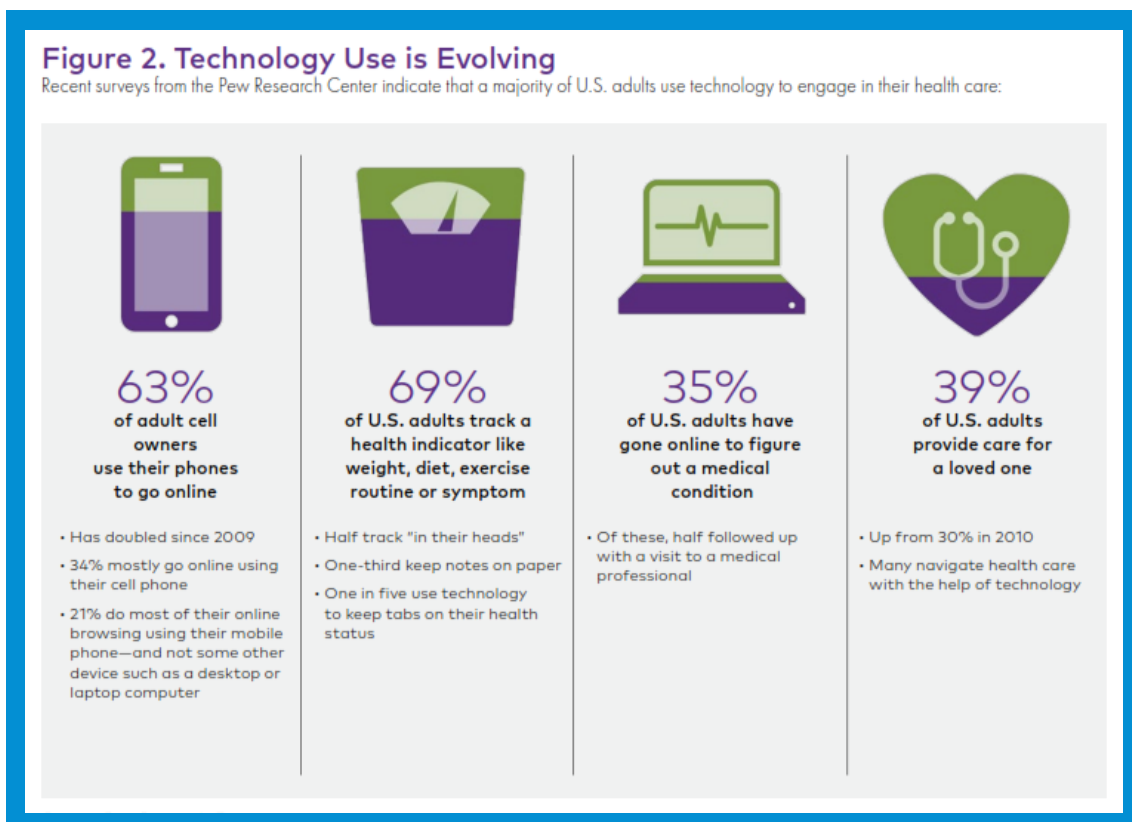 Figure 2. Technology Use is Evolving
Recent surveys from the Pew Research Center indicate that a majority of U.S. adults use technology to engage in their health care:
63%
of adult cell
owners
use their phones
to go online
• Has doubled since 2009
• 34% mostly go online using
their cell phone
• 21% do most of their online
browsing using their mobile
phone—and not some other
device such as a desktop or
laptop computer
69%
of U.S. adults track a
health indicator like
weight, diet, exercise
routine or symptom
• Half track "in their heads"
• One-third keep notes on paper
• One in five use technology
to keep tabs on their health
status
35%
of U.S. adults have
gone online to figure
out a medical
condition
• Of these, half followed up
with a visit to a medical
professional
39%
of U.S. adults
provide care for
a loved one
• Up from 30% in 2010
• Many navigate health care
with the help of technology